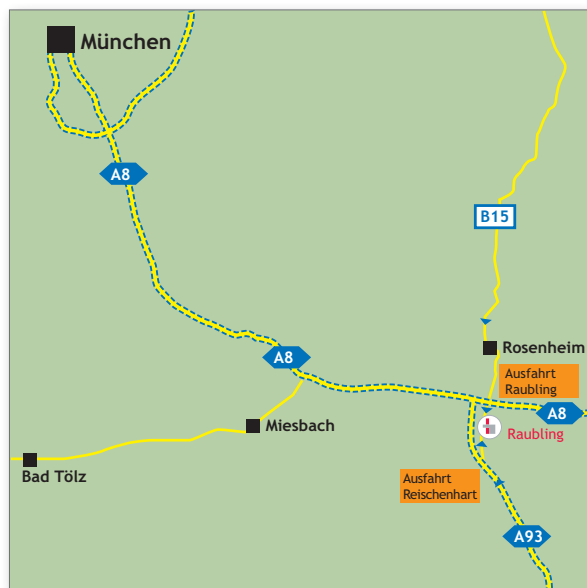 München
A8
B15
A8
Rosenheim
Ausfahrt
Raubling
A8
Miesbach
Raubling
Bad Tölz
Ausfahrt
Reischenhart
A93